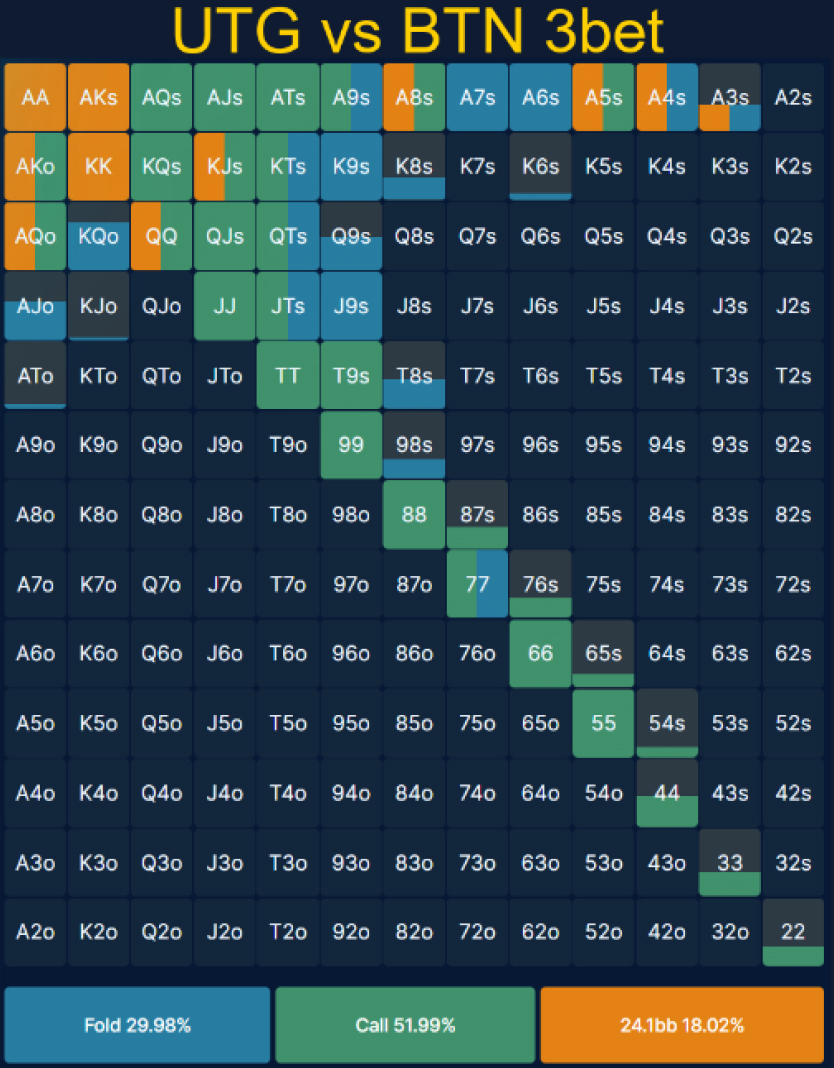 UTG vs BTN 3bet
AA AKs AQs AJs ATs A9s A8s A7s A6s A5s A4s A3s A2s
AKo KK KQs KJs KTs K9s K8s K7s K6s K5s K4s K3s K2s
AQo KQo QQ QJs QTs Q9s Q8s Q7s Q6s Q5s Q4s Q3s Q2s
AJo KJo QJo JJ JTs J9s J8s J7s J6s J5s J4s J3s J2s
ATo KTo QTo JTo TT T9s T8s T7s T6s T5s T4s T3s T2s
A9o K9o Q9o J9o T9o 99 98s 97s 96s 95s 94s 93s 92s
A8o K8o Q8o J8o T8o 98o 88 87s 86s 85s 84s 83s 82s
A7o K7o Q7o J7o T7o 97o 87o 77 76s 75s 74s 73s 72s
A6o K6o Q6o J6o T6o 96o 86o 76o 66 65s 64s 63s 62s
A5o K5o Q5o J5o T5o 95o 85o 75o 65o 55 54s 53s 52s
A4o K4o Q4o J4o T4o 94o 84o 74o 64o 54o 44 43s 42s
A3o K3o Q3o J3o T3o 93o 83o 73o 63o 53o 43o 33 32s
A2o K2o Q2o J2o T2o 92o 82o 72o 62o 52o 42o 32o 22
Fold 29.98% Call 51.99% 24.1bb 18.02%